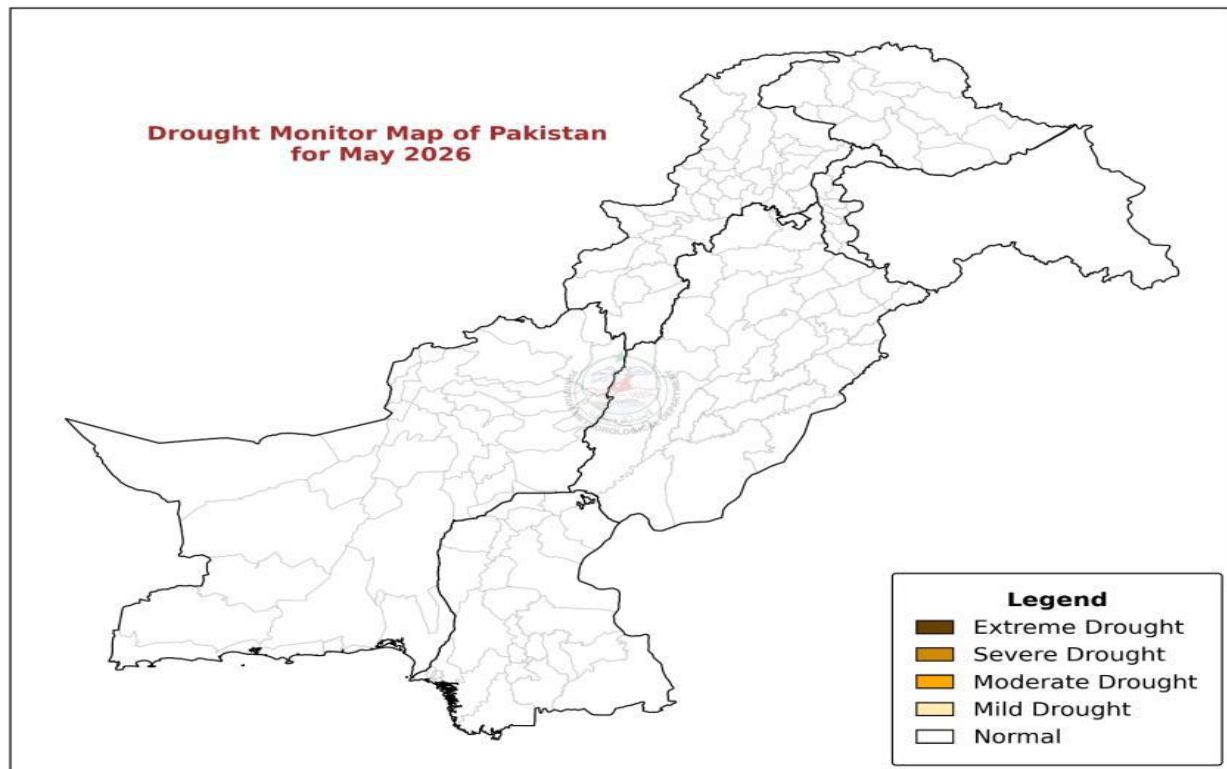 Drought Monitor Map of Pakistan
for May 2026
Legend
Extreme Drought
Severe Drought
Moderate Drought
Mild Drought
Normal